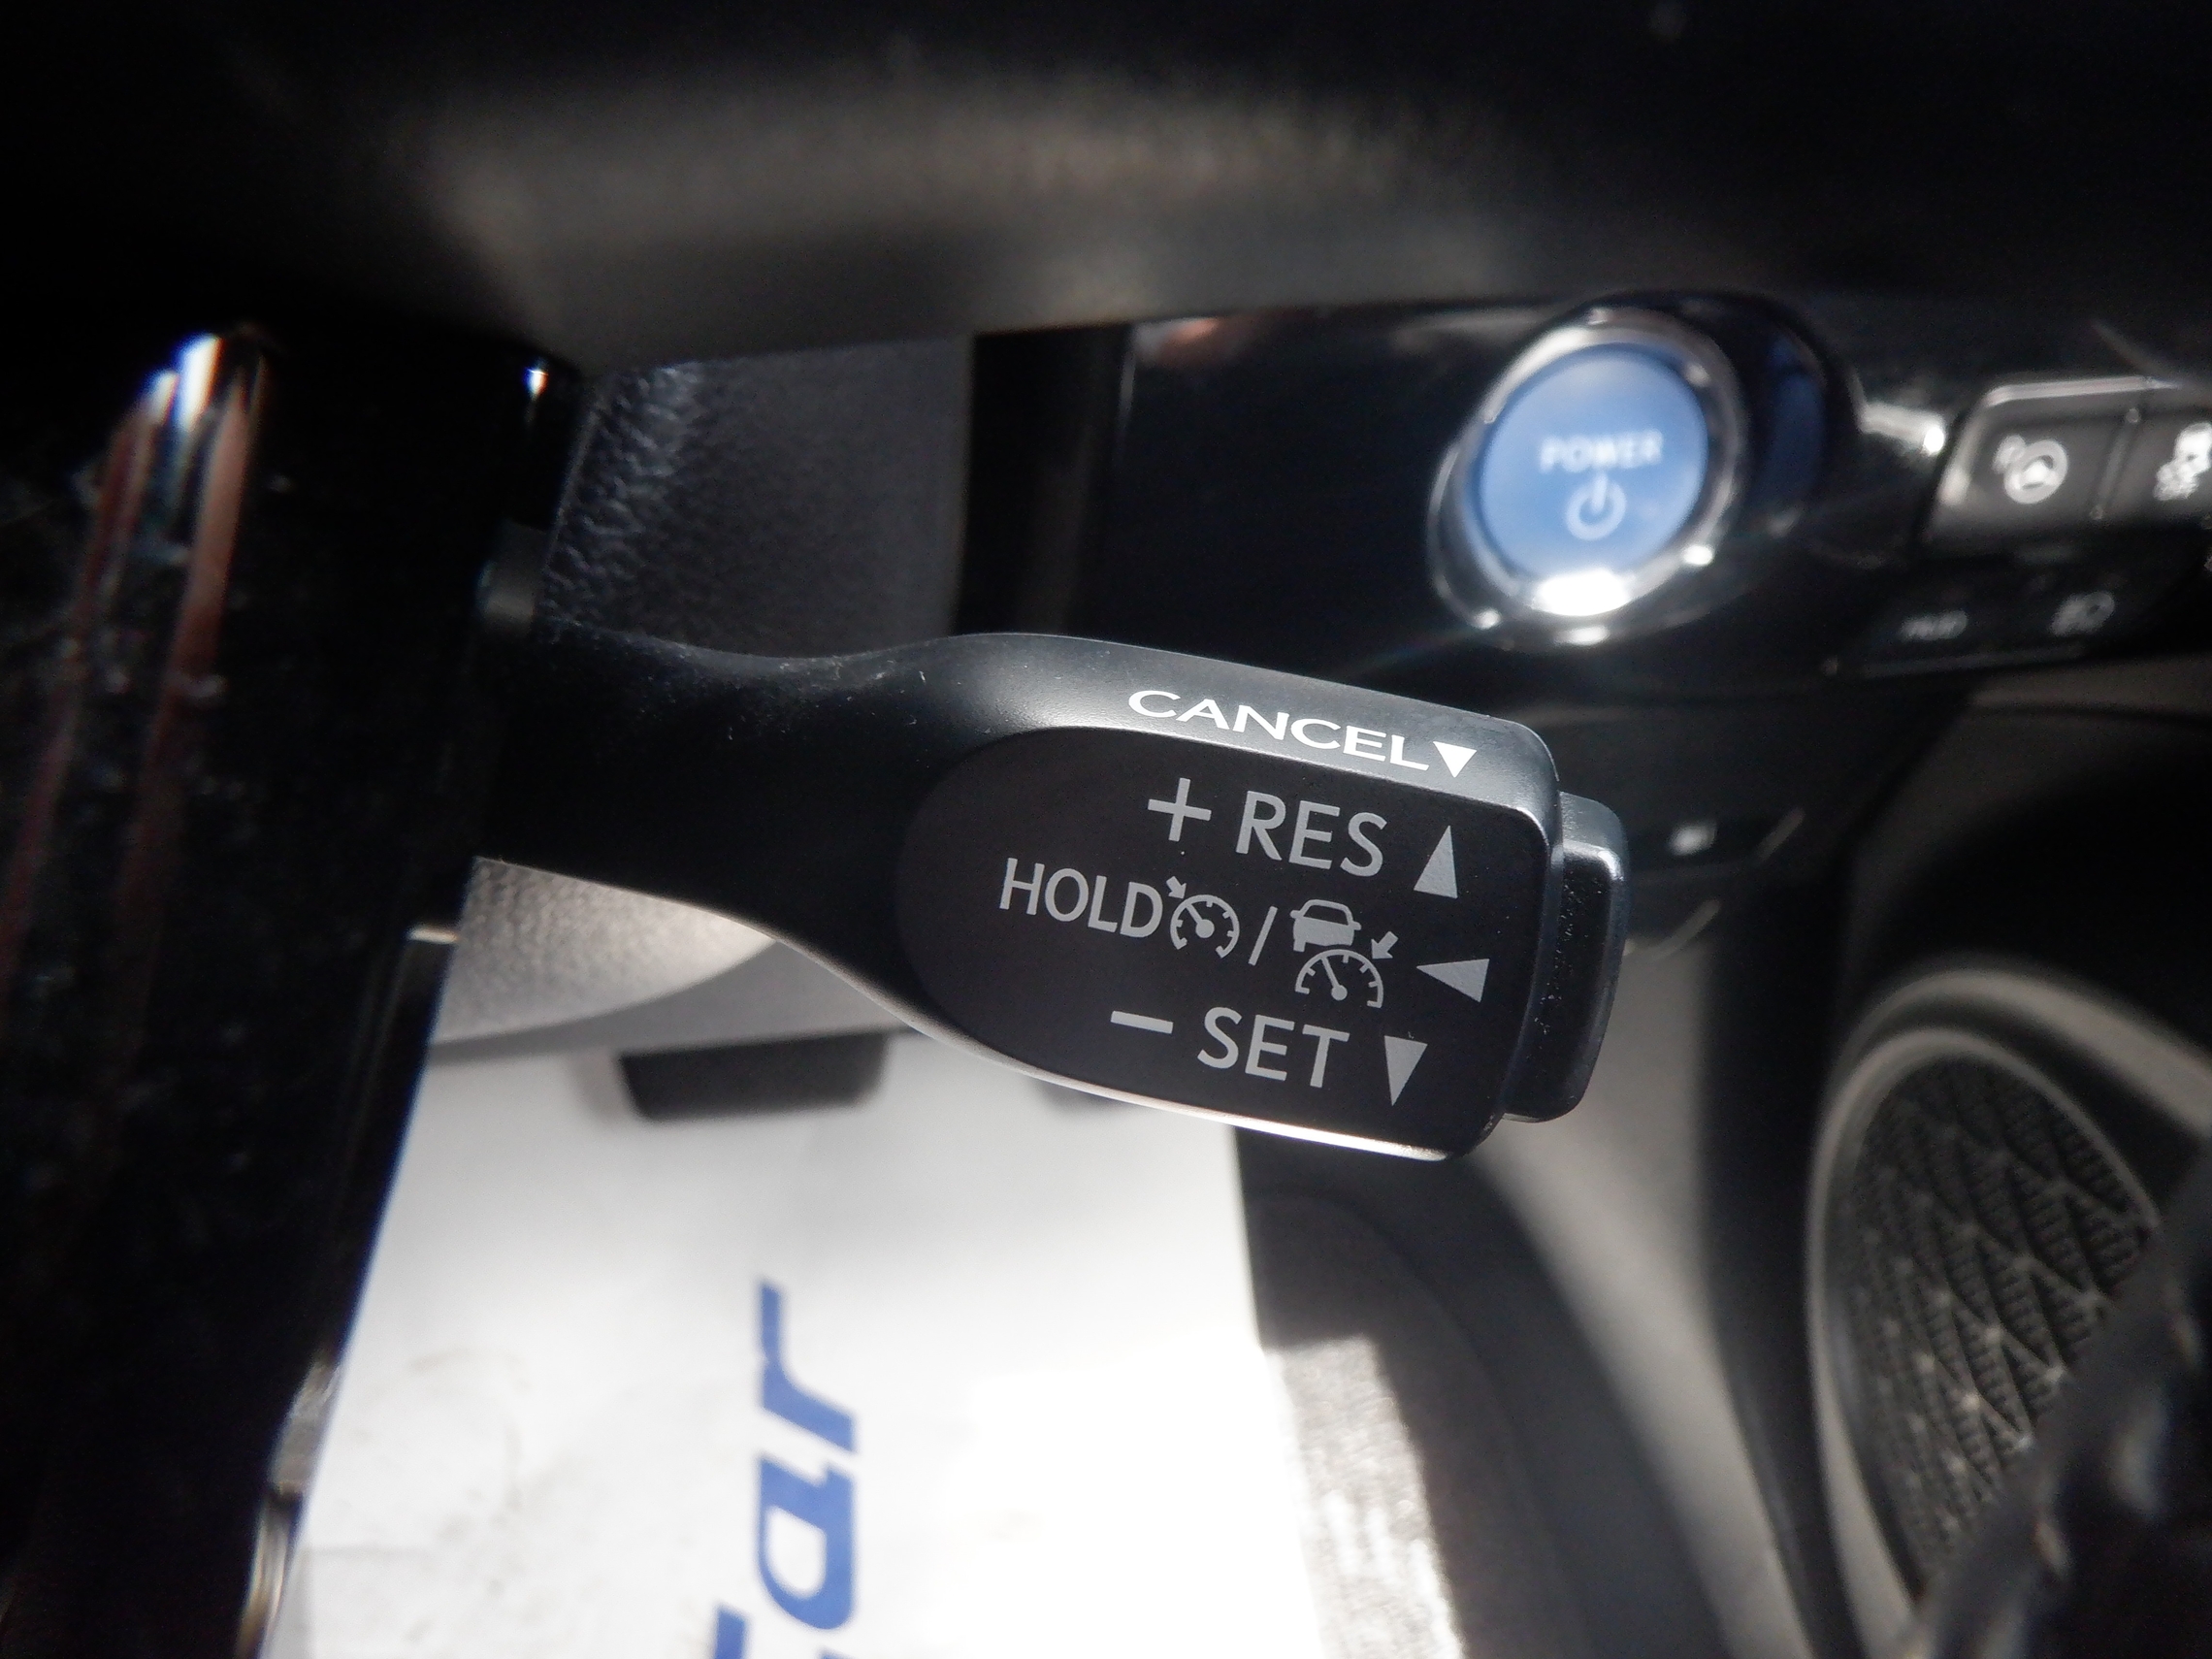 POWER
CANCEL▼
+ RES ▲
HOLD / ◀
− SET ▼